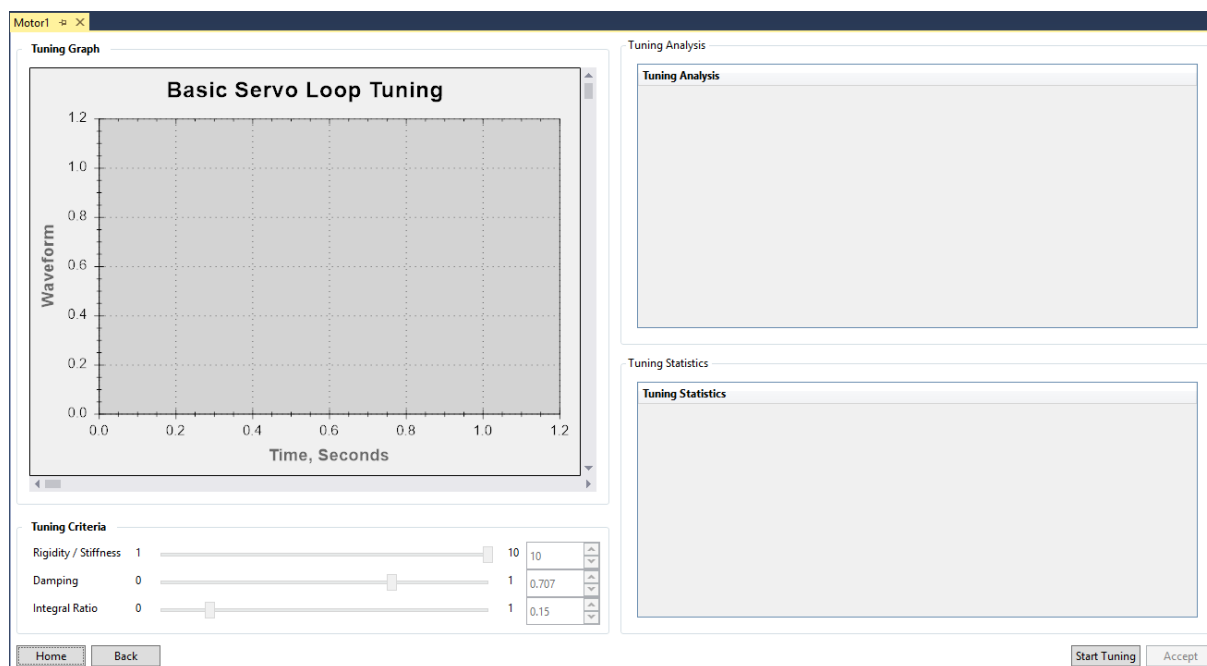 Motor1
Tuning Graph
Basic Servo Loop Tuning
1.2
1.0
0.8
0.6
0.4
0.2
0.0
Waveform
0.0 0.2 0.4 0.6 0.8 1.0 1.2
Time, Seconds
Tuning Criteria
Rigidity / Stiffness 1 10 10
Damping 0 1 0.707
Integral Ratio 0 1 0.15
Tuning Analysis
Tuning Analysis
Tuning Statistics
Tuning Statistics
Home Back Start Tuning Accept